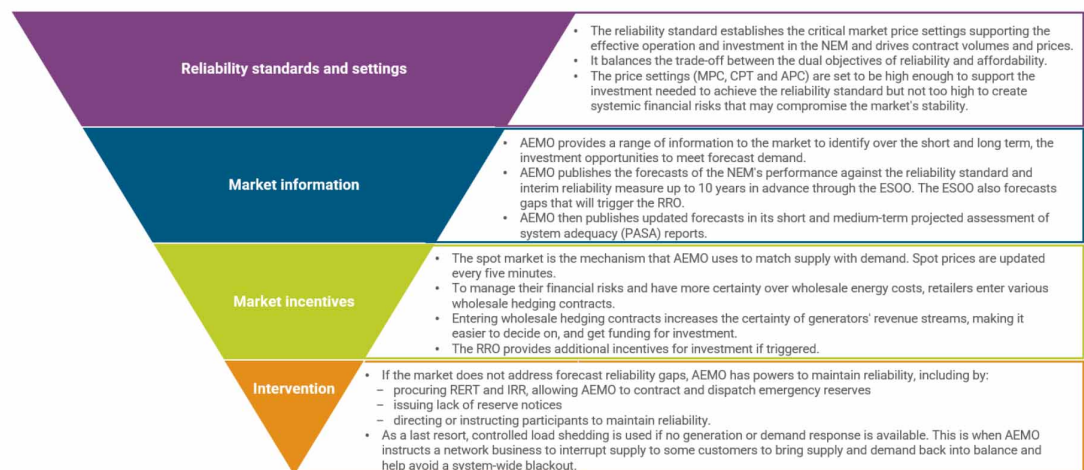 Reliability standards and settings
• The reliability standard establishes the critical market price settings supporting the
effective operation and investment in the NEM and drives contract volumes and prices.
• It balances the trade-off between the dual objectives of reliability and affordability.
• The price settings (MPC, CPT and APC) are set to be high enough to support the
investment needed to achieve the reliability standard but not too high to create
systemic financial risks that may compromise the market's stability.
Market information
• AEMO provides a range of information to the market to identify over the short and long term, the
investment opportunities to meet forecast demand.
• AEMO publishes the forecasts of the NEM's performance against the reliability standard and
interim reliability measure up to 10 years in advance through the ESOO. The ESOO also forecasts
gaps that will trigger the RRO.
• AEMO then publishes updated forecasts in its short and medium-term projected assessment of
system adequacy (PASA) reports.
Market incentives
• The spot market is the mechanism that AEMO uses to match supply with demand. Spot prices are updated
every five minutes.
• To manage their financial risks and have more certainty over wholesale energy costs, retailers enter various
wholesale hedging contracts.
• Entering wholesale hedging contracts increases the certainty of generators' revenue streams, making it
easier to decide on, and get funding for investment.
• The RRO provides additional incentives for investment if triggered.
Intervention
• If the market does not address forecast reliability gaps, AEMO has powers to maintain reliability, including by:
– procuring RERT and IRR, allowing AEMO to contract and dispatch emergency reserves
– issuing lack of reserve notices
– directing or instructing participants to maintain reliability.
• As a last resort, controlled load shedding is used if no generation or demand response is available. This is when AEMO
instructs a network business to interrupt supply to some customers to bring supply and demand back into balance and
help avoid a system-wide blackout.